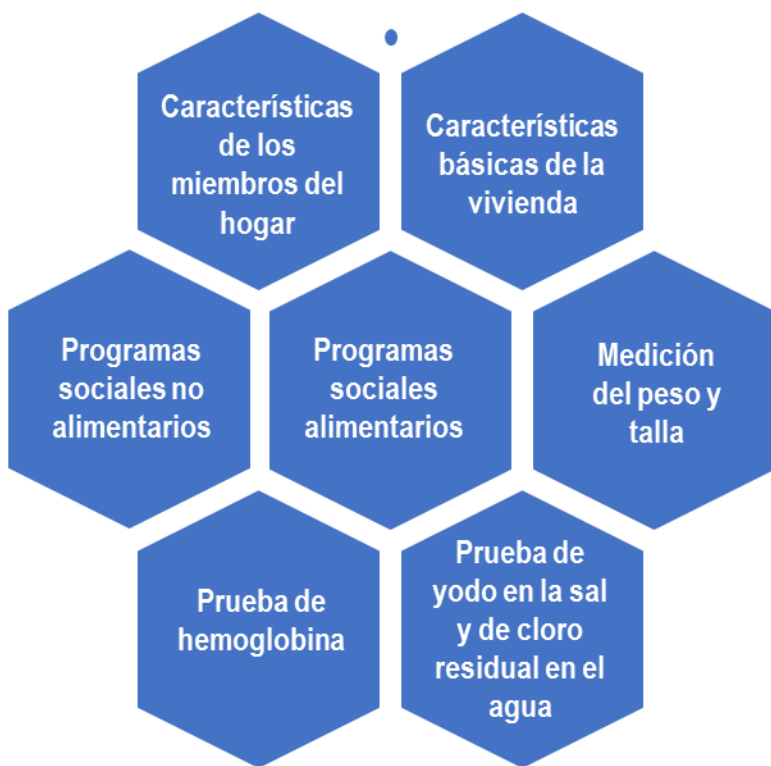 Características
de los
miembros del
hogar
Características
básicas de la
vivienda
Programas
sociales no
alimentarios
Programas
sociales
alimentarios
Medición
del peso y
talla
Prueba de
hemoglobina
Prueba de
yodo en la sal
y de cloro
residual en el
agua